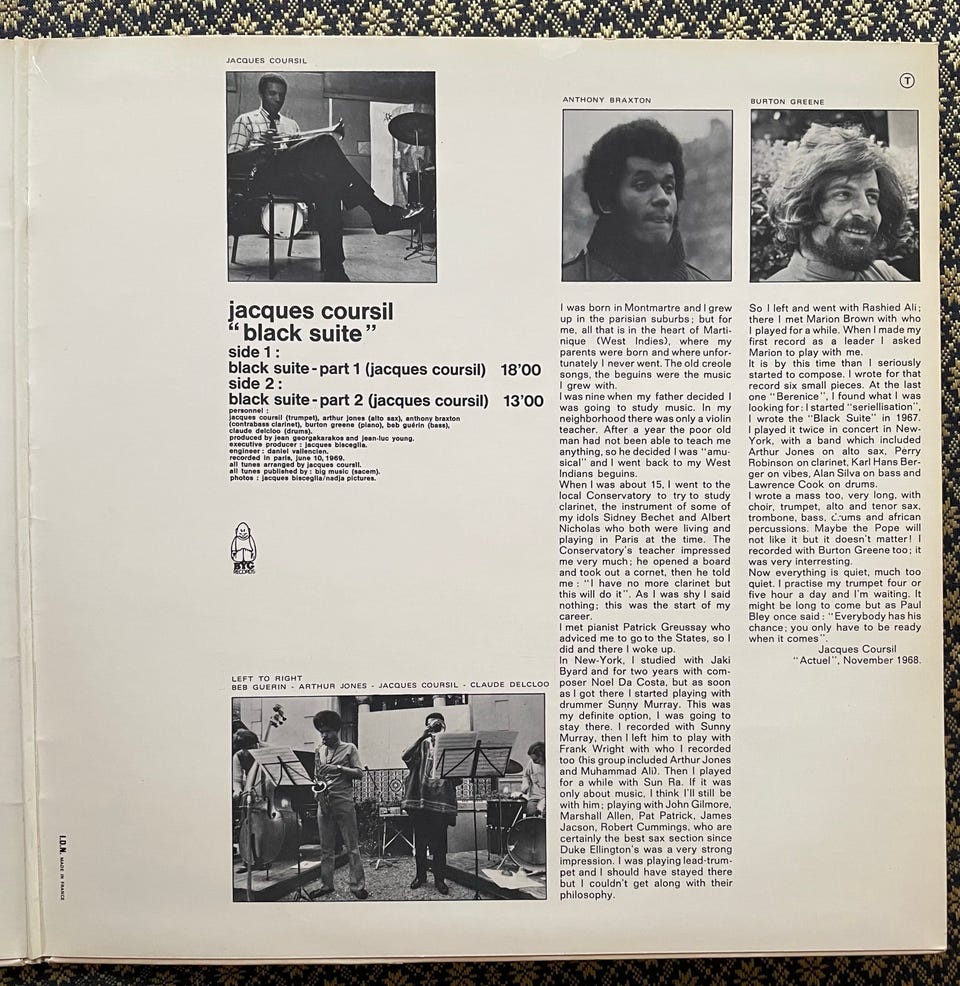 JACQUES COURSIL
T
ANTHONY BRAXTON
BURTON GREENE
jacques coursil
“black suite”
side 1 :
black suite - part 1 (jacques coursil) 18'00
side 2 :
black suite - part 2 (jacques coursil) 13'00
personnel :
jacques coursil (trumpet), arthur jones (alto sax), anthony braxton
(contrabass clarinet), burton greene (piano), beb guérin (bass),
claude delcloo (drums).
produced by jean georgakarakos and jean-luc young.
executive producer : jacques bisceglia.
engineer : daniel vallencien.
recorded in paris, june 10, 1969.
all tunes arranged by jacques coursil.
all tunes published by : big music (sacem).
photos : jacques bisceglia/nadja pictures.
BYG
RECORDS
LEFT TO RIGHT
BEB GUERIN - ARTHUR JONES - JACQUES COURSIL - CLAUDE DELCLOO
I.D.N. MADE IN FRANCE
I was born in Montmartre and I grew
up in the parisian suburbs; but for
me, all that is in the heart of Marti-
nique (West Indies), where my
parents were born and where unfor-
tunately I never went. The old creole
songs, the beguins were the music
I grew with.
I was nine when my father decided I
was going to study music. In my
neighborhood there was only a violin
teacher. After a year the poor old
man had not been able to teach me
anything, so he decided I was “amu-
sical” and I went back to my West
Indians beguins.
When I was about 15, I went to the
local Conservatory to try to study
clarinet, the instrument of some of
my idols Sidney Bechet and Albert
Nicholas who both were living and
playing in Paris at the time. The
Conservatory's teacher impressed
me very much; he opened a board
and took out a cornet, then he told
me : “I have no more clarinet but
this will do it”. As I was shy I said
nothing; this was the start of my
career.
I met pianist Patrick Greussay who
adviced me to go to the States, so I
did and there I woke up.
In New-York, I studied with Jaki
Byard and for two years with com-
poser Noel Da Costa, but as soon
as I got there I started playing with
drummer Sunny Murray. This was
my definite option, I was going to
stay there. I recorded with Sunny
Murray, then I left him to play with
Frank Wright with who I recorded
too (his group included Arthur Jones
and Muhammad Ali). Then I played
for a while with Sun Ra. If it was
only about music, I think I'll still be
with him; playing with John Gilmore,
Marshall Allen, Pat Patrick, James
Jacson, Robert Cummings, who are
certainly the best sax section since
Duke Ellington's was a very strong
impression. I was playing lead-trum-
pet and I should have stayed there
but I couldn't get along with their
philosophy.
So I left and went with Rashied Ali;
there I met Marion Brown with who
I played for a while. When I made my
first record as a leader I asked
Marion to play with me.
It is by this time than I seriously
started to compose. I wrote for that
record six small pieces. At the last
one “Berenice”, I found what I was
looking for : I started “seriellisation”,
I wrote the “Black Suite” in 1967.
I played it twice in concert in New-
York, with a band which included
Arthur Jones on alto sax, Perry
Robinson on clarinet, Karl Hans Ber-
ger on vibes, Alan Silva on bass and
Lawrence Cook on drums.
I wrote a mass too, very long, with
choir, trumpet, alto and tenor sax,
trombone, bass, drums and african
percussions. Maybe the Pope will
not like it but it doesn't matter! I
recorded with Burton Greene too; it
was very interresting.
Now everything is quiet, much too
quiet. I practise my trumpet four or
five hour a day and I'm waiting. It
might be long to come but as Paul
Bley once said : “Everybody has his
chance; you only have to be ready
when it comes”.
Jacques Coursil
“Actuel”, November 1968.